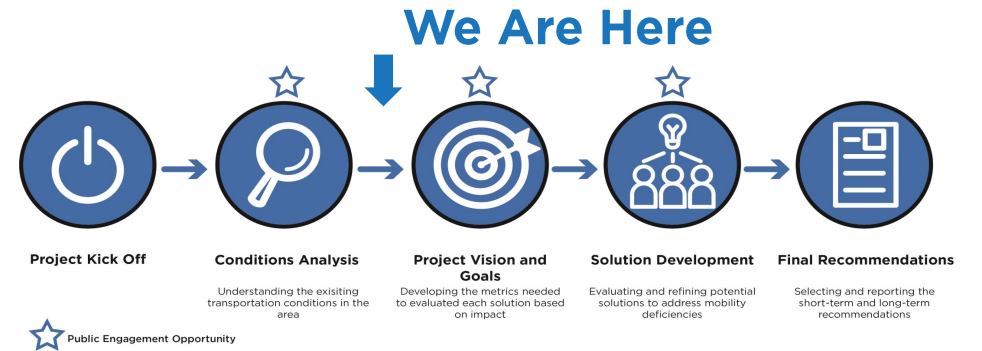 We Are Here
Project Kick Off
Conditions Analysis
Understanding the exisiting
transportation conditions in the
area
Project Vision and
Goals
Developing the metrics needed
to evaluated each solution based
on impact
Solution Development
Evaluating and refining potential
solutions to address mobility
deficiencies
Final Recommendations
Selecting and reporting the
short-term and long-term
recommendations
Public Engagement Opportunity